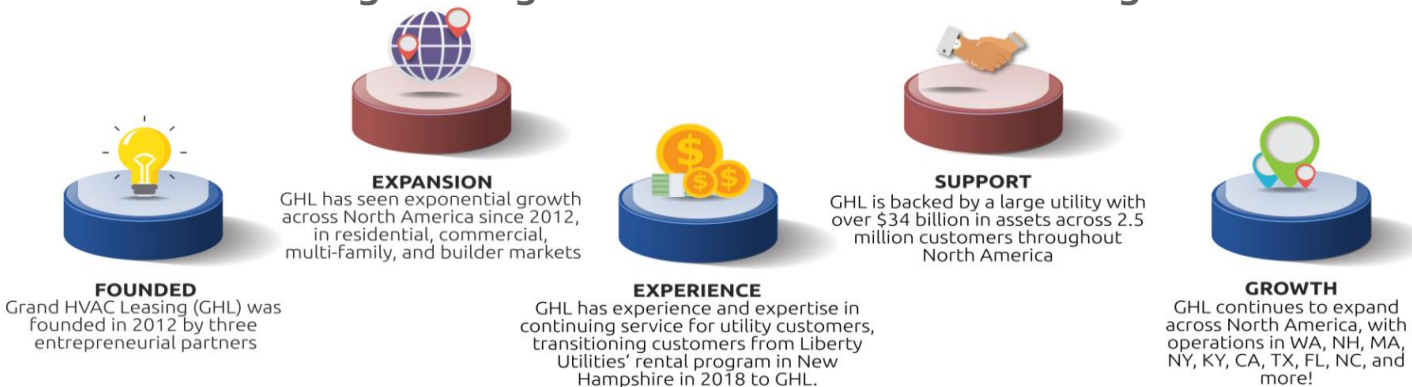 EXPANSION
GHL has seen exponential growth
across North America since 2012,
in residential, commercial,
multi-family, and builder markets
SUPPORT
GHL is backed by a large utility with
over $34 billion in assets across 2.5
million customers throughout
North America
FOUNDED
Grand HVAC Leasing (GHL) was
founded in 2012 by three
entrepreneurial partners
EXPERIENCE
GHL has experience and expertise in
continuing service for utility customers,
transitioning customers from Liberty
Utilities’ rental program in New
Hampshire in 2018 to GHL.
GROWTH
GHL continues to expand
across North America, with
operations in WA, NH, MA,
NY, KY, CA, TX, FL, NC, and
more!
$
$
$